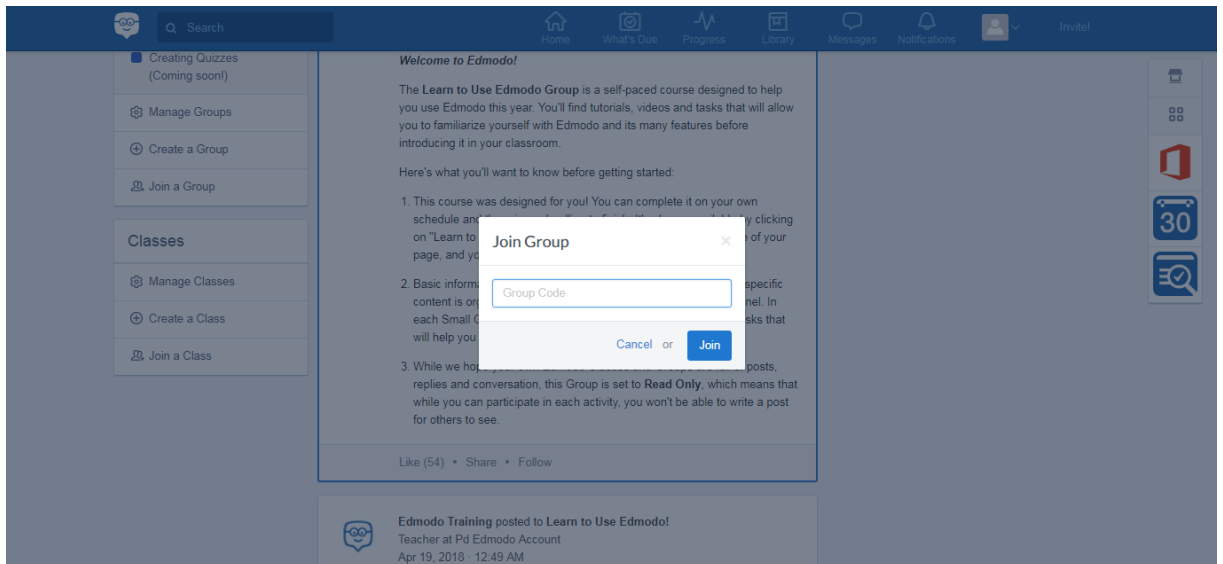 Search
Home
What's Due
Progress
Library
Messages
Notifications
Invite!
Creating Quizzes
(Coming soon!)
Manage Groups
Create a Group
Join a Group
Classes
Manage Classes
Create a Class
Join a Class
Welcome to Edmodo!
The Learn to Use Edmodo Group is a self-paced course designed to help
you use Edmodo this year. You'll find tutorials, videos and tasks that will allow
you to familiarize yourself with Edmodo and its many features before
introducing it in your classroom.
Here's what you'll want to know before getting started:
1. This course was designed for you! You can complete it on your own
schedule and by clicking
on "Learn to of your
page, and
2. Basic specific
content is
each Small that
will help you
3. While we posts,
replies and conversation, this Group is set to Read Only, which means that
while you can participate in each activity, you won't be able to write a post
for others to see.
Like (54) • Share • Follow
Edmodo Training posted to Learn to Use Edmodo!
Teacher at Pd Edmodo Account
Apr 19, 2018 · 12:49 AM
Join Group
×
Group Code
Cancel or Join
30